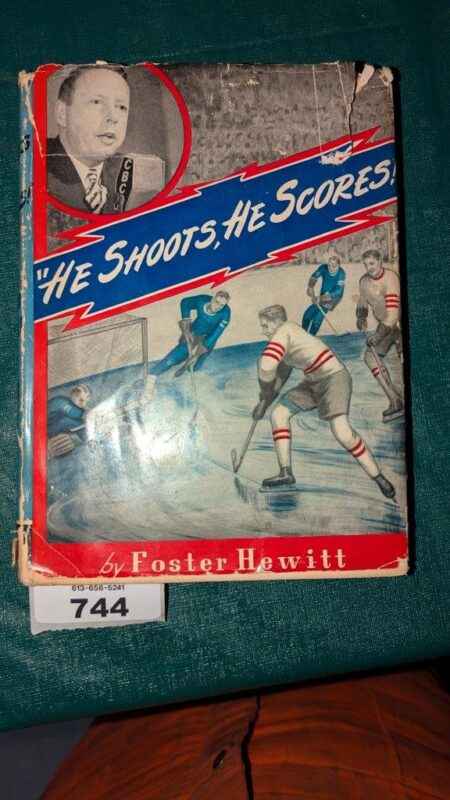 CBC
"HE SHOOTS, HE SCORES!
by Foster Hewitt
613-656-5241
744